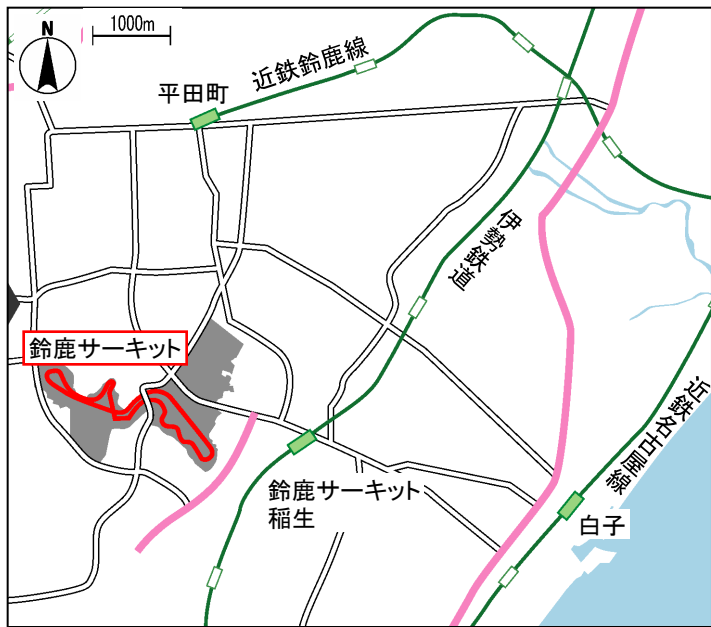 N
1000m
近鉄鈴鹿線
平田町
伊勢鉄道
鈴鹿サーキット
近鉄名古屋線
鈴鹿サーキット
稲生
白子